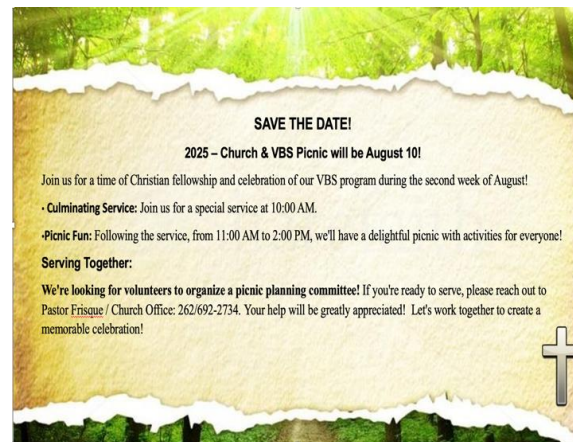 SAVE THE DATE!
2025 – Church & VBS Picnic will be August 10!
Join us for a time of Christian fellowship and celebration of our VBS program during the second week of August!
• Culminating Service: Join us for a special service at 10:00 AM.
•Picnic Fun: Following the service, from 11:00 AM to 2:00 PM, we'll have a delightful picnic with activities for everyone!
Serving Together:
We're looking for volunteers to organize a picnic planning committee! If you're ready to serve, please reach out to
Pastor Frisque / Church Office: 262/692-2734. Your help will be greatly appreciated!  Let's work together to create a
memorable celebration!